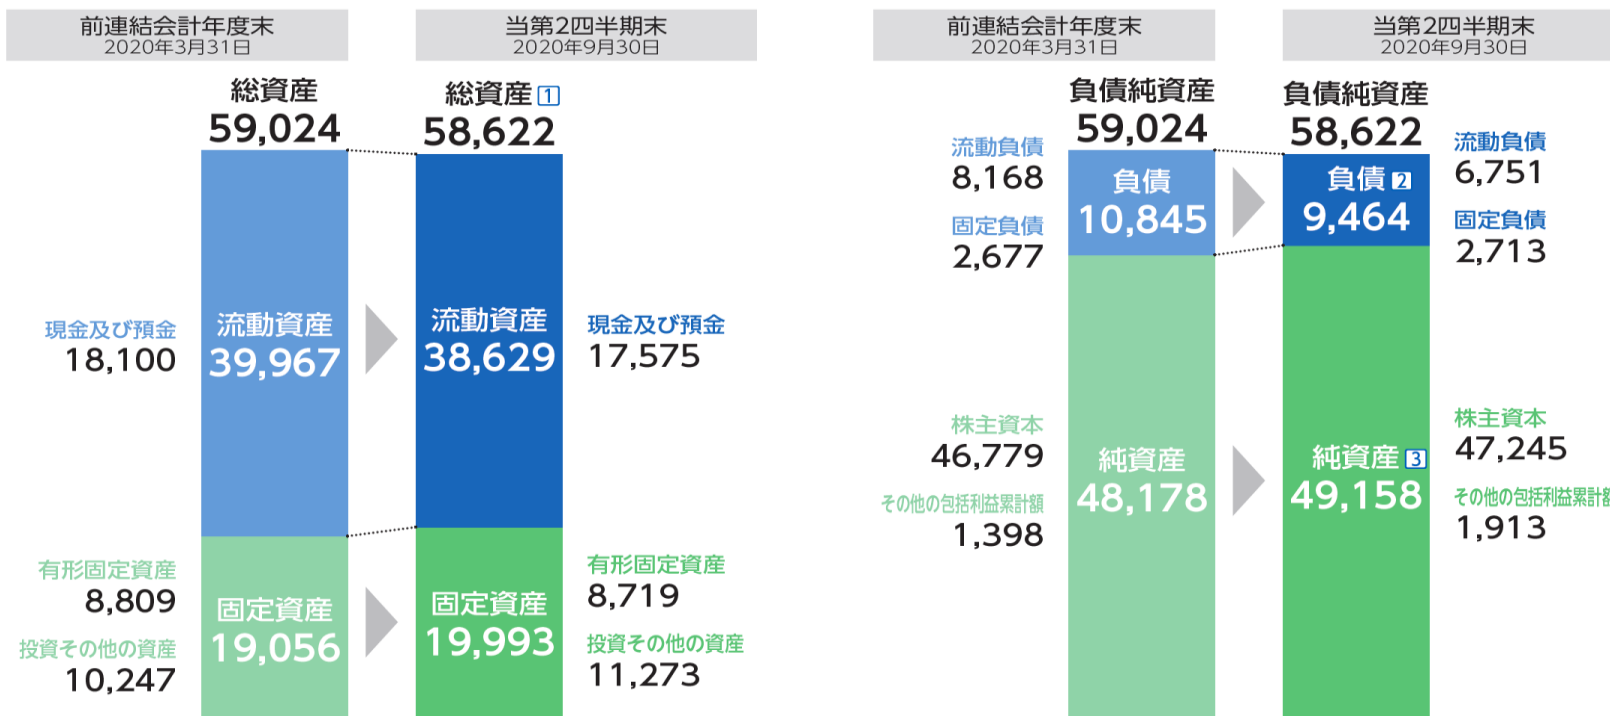 前連結会計年度末
2020年3月31日
当第2四半期末
2020年9月30日
総資産
59,024
総資産 1
58,622
流動資産
39,967
現金及び預金
18,100
流動資産
38,629
現金及び預金
17,575
有形固定資産
8,809
投資その他の資産
10,247
固定資産
19,056
固定資産
19,993
有形固定資産
8,719
投資その他の資産
11,273
前連結会計年度末
2020年3月31日
当第2四半期末
2020年9月30日
負債純資産
59,024
負債純資産
58,622
流動負債
8,168
固定負債
2,677
負債
10,845
負債 2
9,464
流動負債
6,751
固定負債
2,713
株主資本
46,779
その他の包括利益累計額
1,398
純資産
48,178
純資産 3
49,158
株主資本
47,245
その他の包括利益累計額
1,913